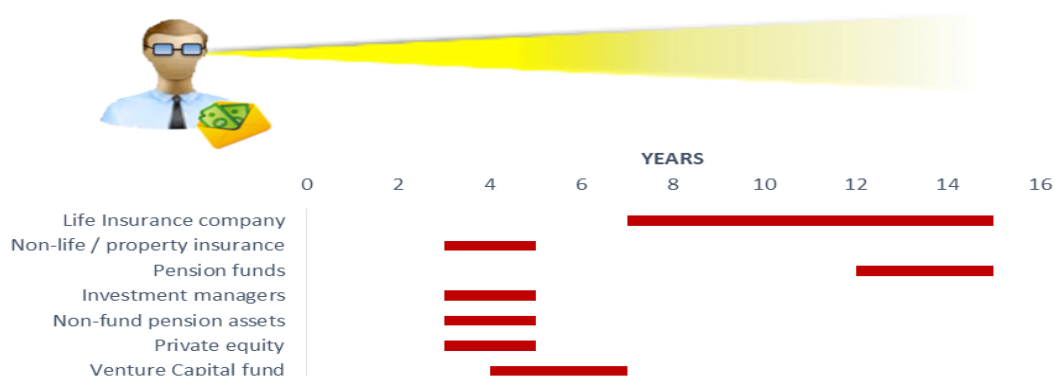 YEARS
0 2 4 6 8 10 12 14 16
Life Insurance company
Non-life / property insurance
Pension funds
Investment managers
Non-fund pension assets
Private equity
Venture Capital fund